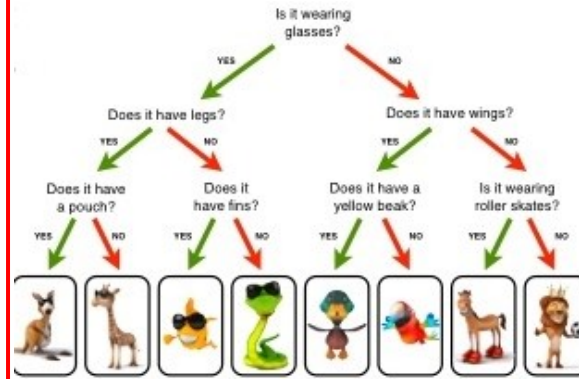 Is it wearing
glasses?
YES
NO
Does it have legs?
Does it have wings?
YES
NO
YES
NO
Does it have
a pouch?
Does it
have fins?
Does it have a
yellow beak?
Is it wearing
roller skates?
YES
NO
YES
NO
YES
NO
YES
NO